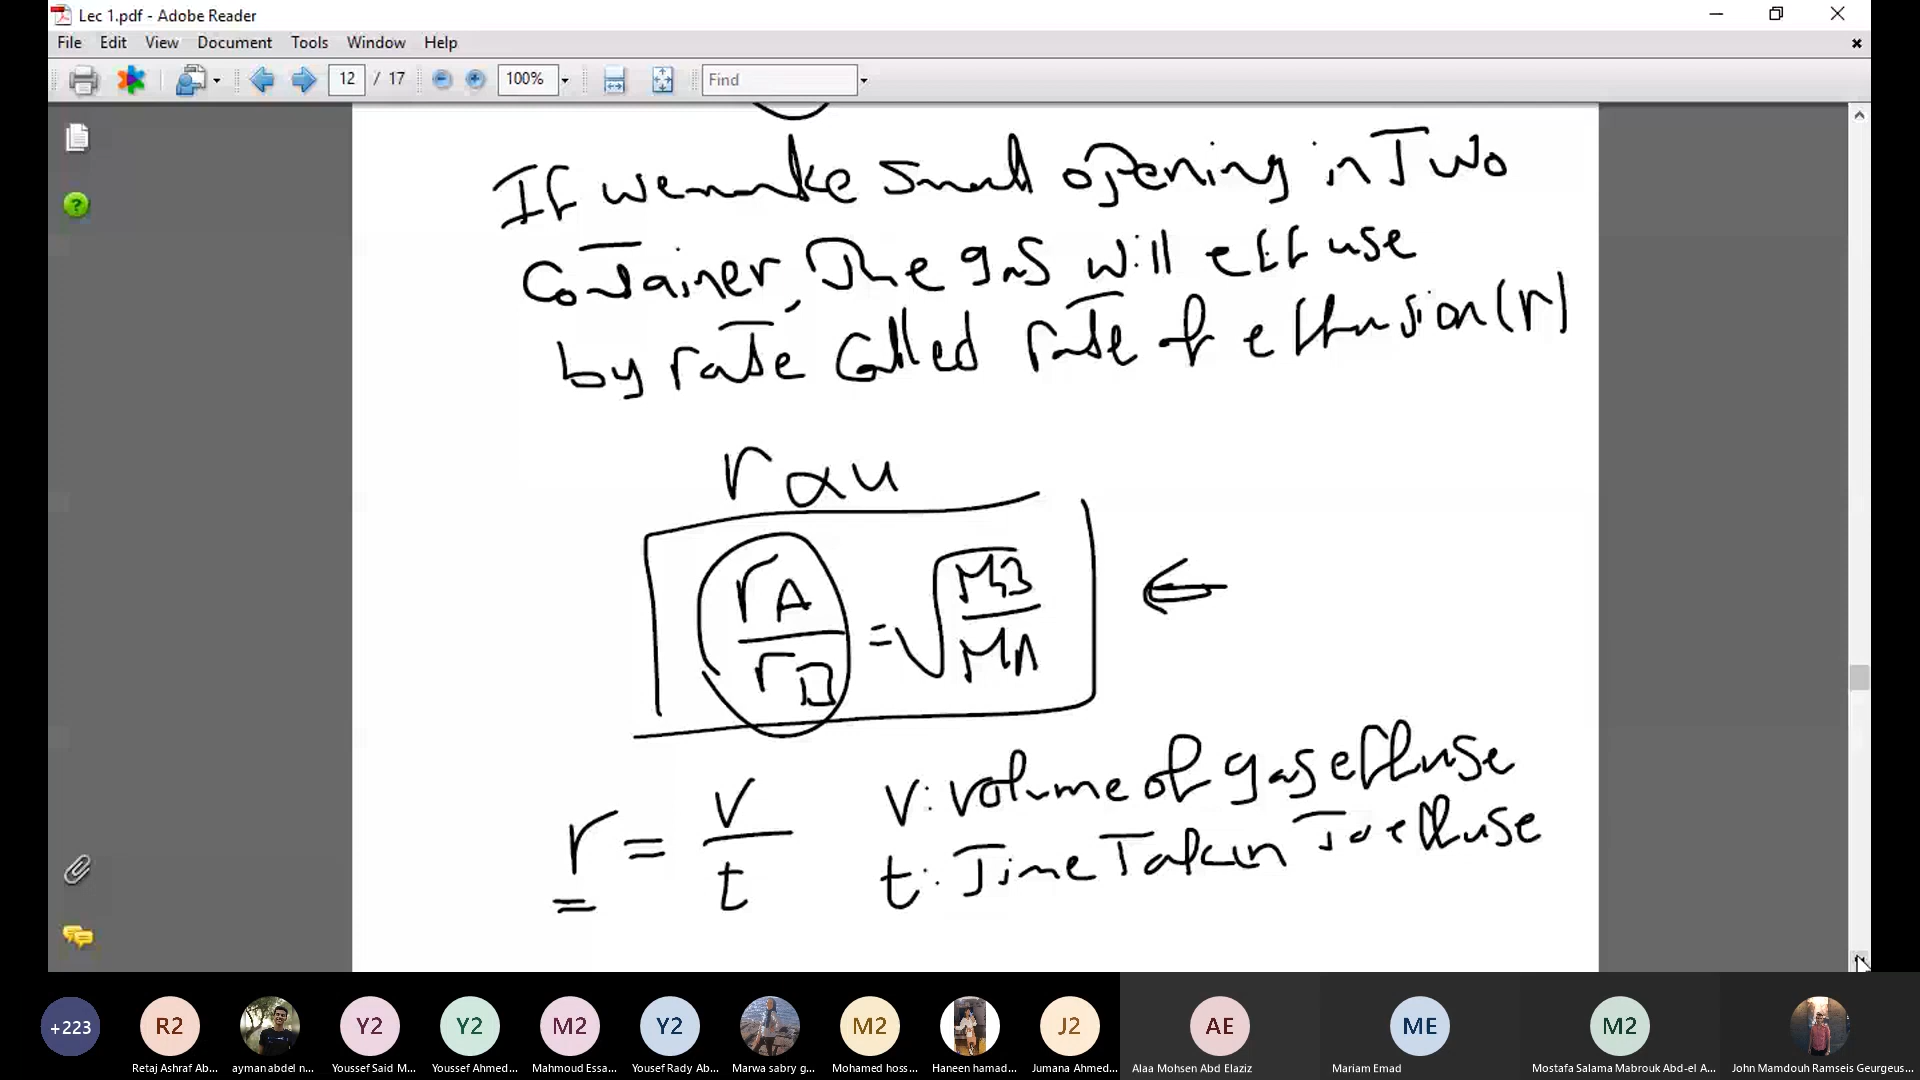 Lec 1.pdf - Adobe Reader
File Edit View Document Tools Window Help
12 / 17 100% Find
If we make small opening in Two
Container, The gas will effuse
by rate called rate of effusion (r)
r α u
rA / rB = √ MB / MA
r = v / t
v: volume of gas effuse
t: Time Taken To effuse
+223
R2 Y2 Y2 M2 Y2 M2 J2 AE ME M2
Retaj Ashraf Ab... ayman abdel n... Youssef Said M... Youssef Ahmed... Mahmoud Essa... Yousef Rady Ab... Marwa sabry g... Mohamed hoss... Haneen hamad... Jumana Ahmed... Alaa Mohsen Abd Elaziz Mariam Emad Mostafa Salama Mabrouk Abd-el A... John Mamdouh Ramseis Geurgeus...